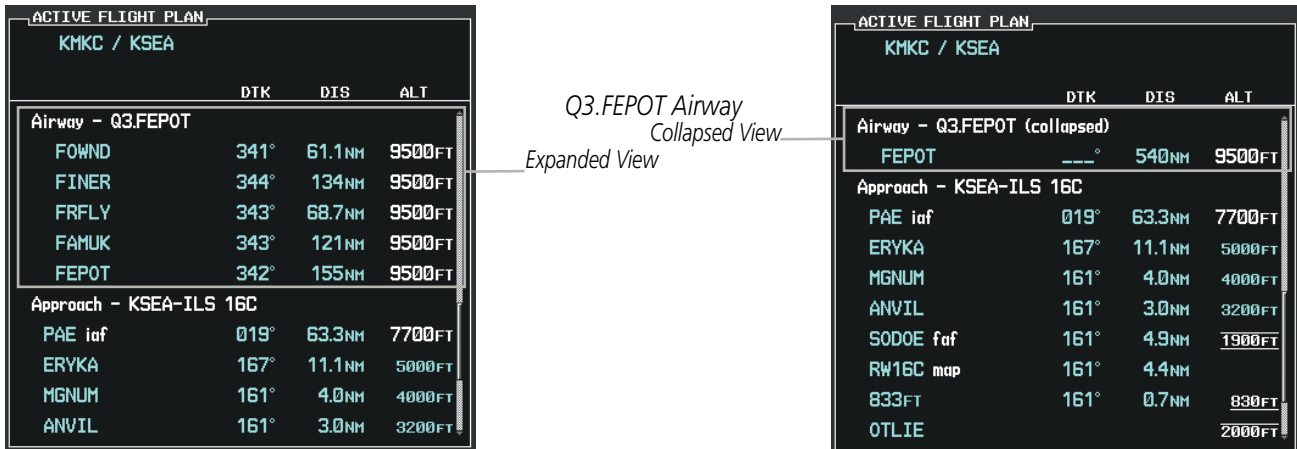 ACTIVE FLIGHT PLAN
KMKC / KSEA
DTK DIS ALT
Airway – Q3.FEPOT
FOWND 341° 61.1NM 9500FT
FINER 344° 134NM 9500FT
FRFLY 343° 68.7NM 9500FT
FAMUK 343° 121NM 9500FT
FEPOT 342° 155NM 9500FT
Approach – KSEA–ILS 16C
PAE iaf 019° 63.3NM 7700FT
ERYKA 167° 11.1NM 5000FT
MGNUM 161° 4.0NM 4000FT
ANVIL 161° 3.0NM 3200FT
Q3.FEPOT Airway
Collapsed View
Expanded View
ACTIVE FLIGHT PLAN
KMKC / KSEA
DTK DIS ALT
Airway – Q3.FEPOT (collapsed)
FEPOT ___° 540NM 9500FT
Approach – KSEA–ILS 16C
PAE iaf 019° 63.3NM 7700FT
ERYKA 167° 11.1NM 5000FT
MGNUM 161° 4.0NM 4000FT
ANVIL 161° 3.0NM 3200FT
SODOE faf 161° 4.9NM 1900FT
RW16C map 161° 4.4NM
833FT 161° 0.7NM 830FT
OTLIE 2000FT